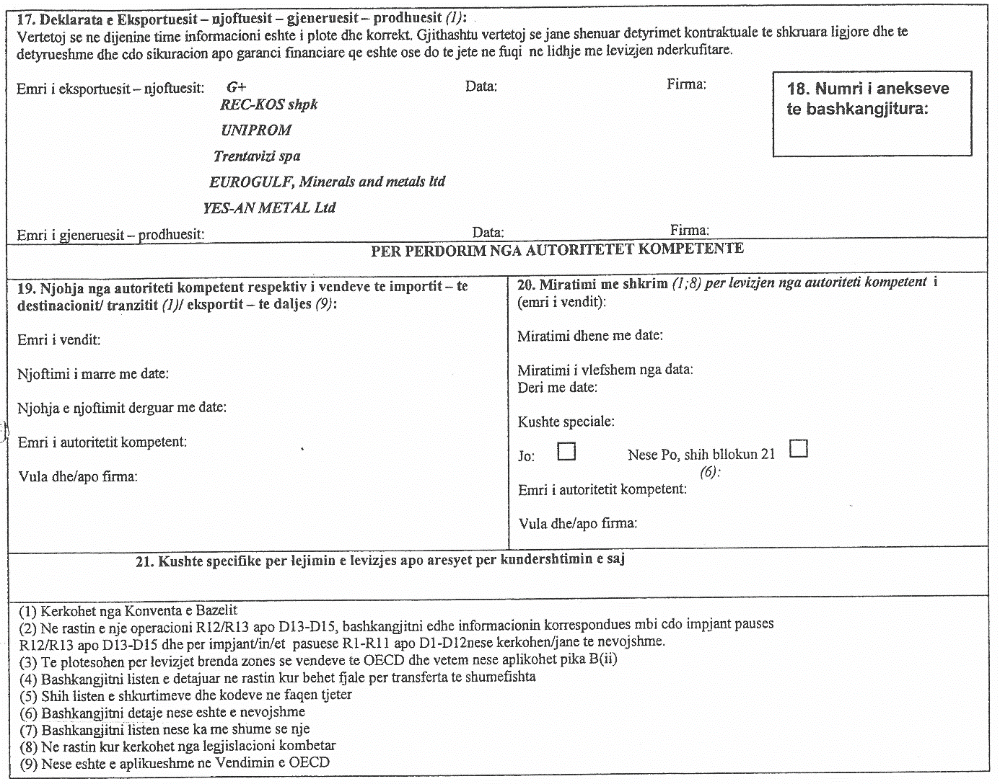 17. Deklarata e Eksportuesit – njoftuesit – gjeneruesit – prodhuesit (1):
Vertetoj se ne dijenine time informacioni eshte i plote dhe korrekt. Gjithashtu vertetoj se jane shenuar detyrimet kontraktuale te shkruara ligjore dhe te
detyrueshme dhe cdo sikuracion apo garanci financiare qe eshte ose do te jete ne fuqi ne lidhje me levizjen nderkufitare.
Emri i eksportuesit – njoftuesit: G+ Data: Firma:
REC-KOS shpk
UNIPROM
Trentavizi spa
EUROGULF, Minerals and metals ltd
YES-AN METAL Ltd
18. Numri i anekseve
te bashkangjitura:
Emri i gjeneruesit – prodhuesit: Data: Firma:
PER PERDORIM NGA AUTORITETET KOMPETENTE
19. Njohja nga autoriteti kompetent respektiv i vendeve te importit – te
destinacionit/ tranzitit (1)/ eksportit – te daljes (9):
Emri i vendit:
Njoftimi i marre me date:
Njohja e njoftimit derguar me date:
Emri i autoritetit kompetent:
Vula dhe/apo firma:
20. Miratimi me shkrim (1;8) per levizjen nga autoriteti kompetent i
(emri i vendit):
Miratimi dhene me date:
Miratimi i vlefshem nga data:
Deri me date:
Kushte speciale:
Jo: Nese Po, shih bllokun 21
(6):
Emri i autoritetit kompetent:
Vula dhe/apo firma:
21. Kushte specifike per lejimin e levizjes apo aresyet per kundershtimin e saj
(1) Kerkohet nga Konventa e Bazelit
(2) Ne rastin e nje operacioni R12/R13 apo D13-D15, bashkangjitni edhe informacionin korrespondues mbi cdo impjant pauses
R12/R13 apo D13-D15 dhe per impjant/in/et pasuese R1-R11 apo D1-D12nese kerkohen/jane te nevojshme.
(3) Te plotesohen per levizjet brenda zones se vendeve te OECD dhe vetem nese aplikohet pika B(ii)
(4) Bashkangjitni listen e detajuar ne rastin kur behet fjale per transferta te shumefishta
(5) Shih listen e shkurtimeve dhe kodeve ne faqen tjeter
(6) Bashkangjitni detaje nese eshte e nevojshme
(7) Bashkangjitni listen nese ka me shume se nje
(8) Ne rastin kur kerkohet nga legjislacioni kombetar
(9) Nese eshte e aplikueshme ne Vendimin e OECD